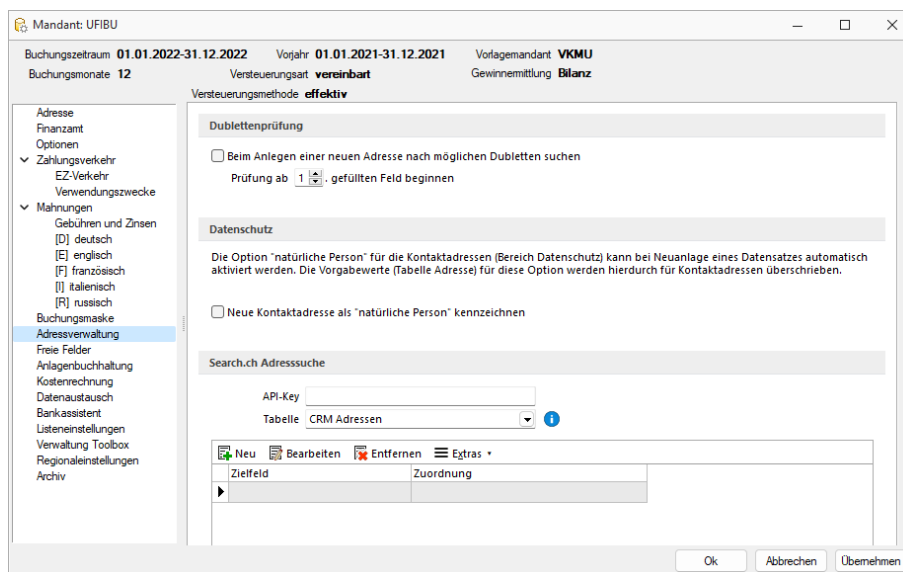 Mandant: UFIBU
Buchungszeitraum 01.01.2022-31.12.2022 Vorjahr 01.01.2021-31.12.2021 Vorlagemandant VKMU
Buchungsmonate 12 Versteuerungsart vereinbart Gewinnermittlung Bilanz
Versteuerungsmethode effektiv
Adresse
Finanzamt
Optionen
Zahlungsverkehr
EZ-Verkehr
Verwendungszwecke
Mahnungen
Gebühren und Zinsen
[D] deutsch
[E] englisch
[F] französisch
[I] italienisch
[R] russisch
Buchungsmaske
Adressverwaltung
Freie Felder
Anlagenbuchhaltung
Kostenrechnung
Datenaustausch
Bankassistent
Listeneinstellungen
Verwaltung Toolbox
Regionaleinstellungen
Archiv
Dublettenprüfung
Beim Anlegen einer neuen Adresse nach möglichen Dubletten suchen
Prüfung ab 1 . gefüllten Feld beginnen
Datenschutz
Die Option "natürliche Person" für die Kontaktadressen (Bereich Datenschutz) kann bei Neuanlage eines Datensatzes automatisch
aktiviert werden. Die Vorgabewerte (Tabelle Adresse) für diese Option werden hierdurch für Kontaktadressen überschrieben.
Neue Kontaktadresse als "natürliche Person" kennzeichnen
Search.ch Adresssuche
API-Key
Tabelle CRM Adressen
Neu Bearbeiten Entfernen Extras
Zielfeld Zuordnung
Ok Abbrechen Übernehmen